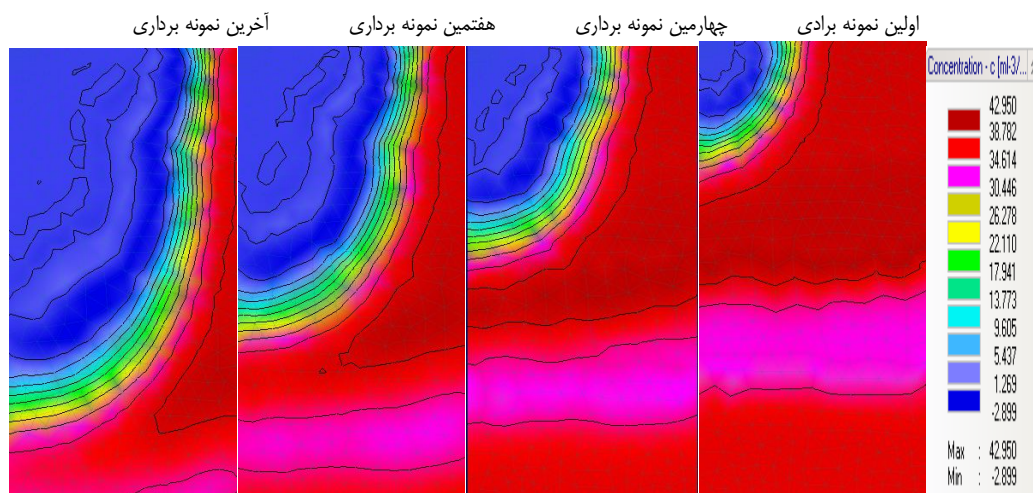 اولین نمونه برادی
چهارمین نمونه برداری
هفتمین نمونه برداری
آخرین نمونه برداری
Concentration - c [ml-3/...
42.950
38.782
34.614
30.446
26.278
22.110
17.941
13.773
9.605
5.437
1.269
-2.899
Max : 42.950
Min : -2.899